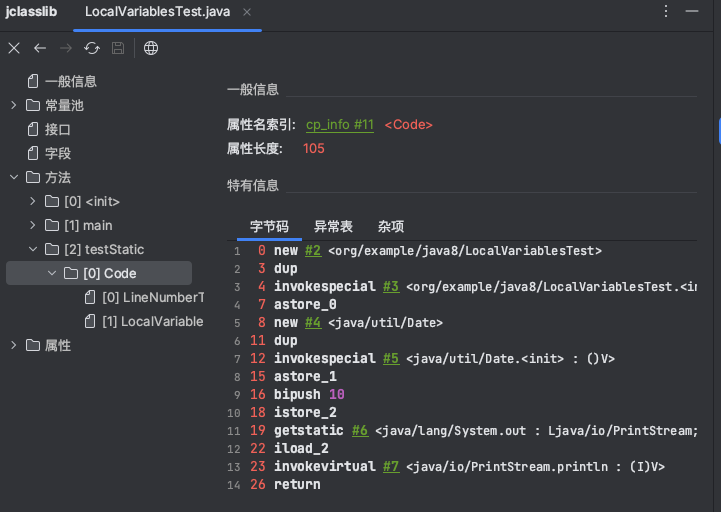 jclasslib
LocalVariablesTest.java
一般信息
常量池
接口
字段
方法
[0] <init>
[1] main
[2] testStatic
[0] Code
[0] LineNumberT
[1] LocalVariable
属性
一般信息
属性名索引: cp_info #11 <Code>
属性长度: 105
特有信息
字节码 异常表 杂项
1 0 new #2 <org/example/java8/LocalVariablesTest>
2 3 dup
3 4 invokespecial #3 <org/example/java8/LocalVariablesTest.<in
4 7 astore_0
5 8 new #4 <java/util/Date>
6 11 dup
7 12 invokespecial #5 <java/util/Date.<init> : ()V>
8 15 astore_1
9 16 bipush 10
10 18 istore_2
11 19 getstatic #6 <java/lang/System.out : Ljava/io/PrintStream;
12 22 iload_2
13 23 invokevirtual #7 <java/io/PrintStream.println : (I)V>
14 26 return